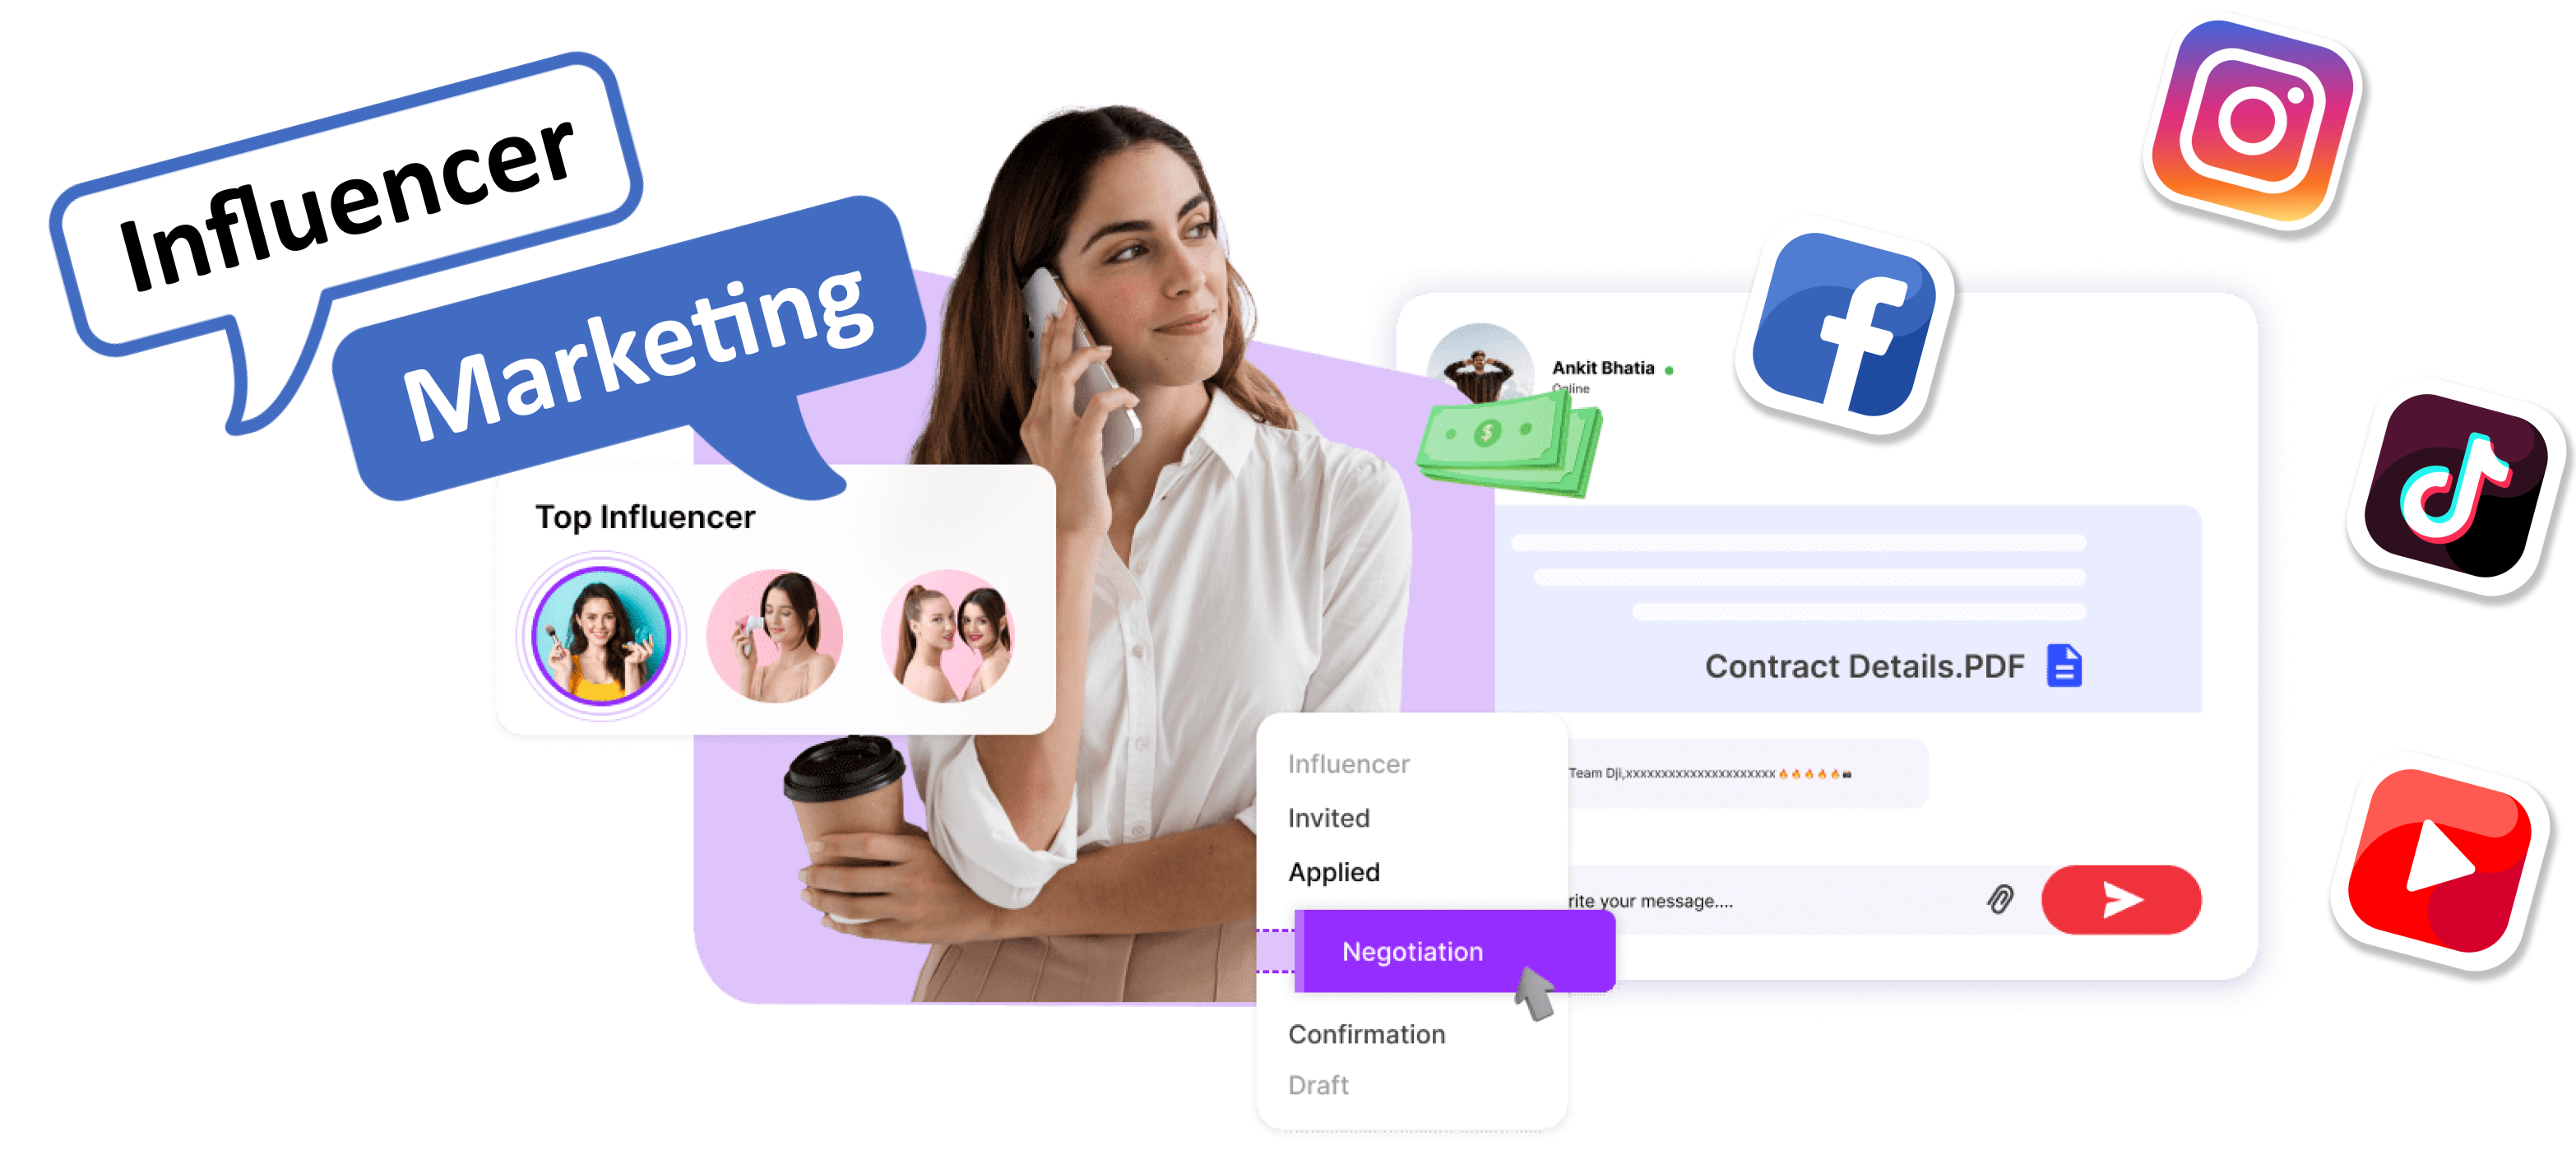 Influencer
Marketing
Top Influencer
Ankit Bhatia
Online
Contract Details.PDF
Team Dji,xxxxxxxxxxxxxxxxxxxxx 🔥🔥🔥🔥🔥📸
rite your message....
Influencer
Invited
Applied
Negotiation
Confirmation
Draft